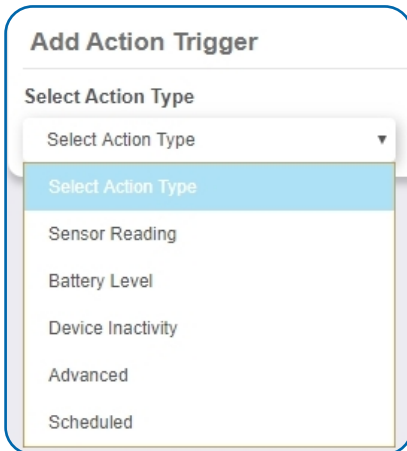 Add Action Trigger
Select Action Type
Select Action Type
Select Action Type
Sensor Reading
Battery Level
Device Inactivity
Advanced
Scheduled